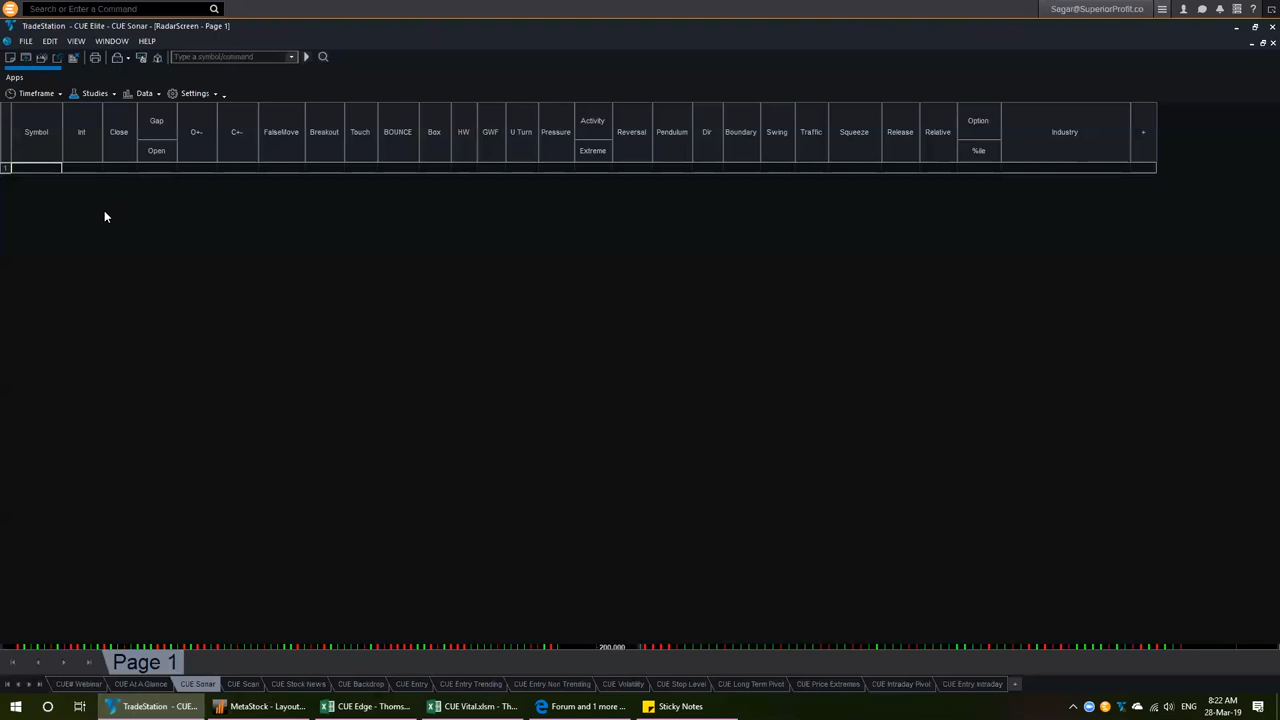 Search or Enter a Command
Sagar@SuperiorProfit.co
TradeStation - CUE Elite - CUE Sonar - [RadarScreen - Page 1]
FILE EDIT VIEW WINDOW HELP
Type a symbol/command
Apps
Timeframe Studies Data Settings
Symbol Int Close Gap Open O+- C+- FalseMove Breakout Touch BOUNCE Box HW GWF U Turn Pressure Activity Extreme Reversal Pendulum Dir Boundary Swing Traffic Squeeze Release Relative Option %ile Industry +
1
200,000
Page 1
CUE# Webinar CUE At A Glance CUE Sonar CUE Scan CUE Stock News CUE Backdrop CUE Entry CUE Entry Trending CUE Entry Non Trending CUE Volatility CUE Stop Level CUE Long Term Pivot CUE Price Extremes CUE Intraday Pivot CUE Entry Intraday +
TradeStation - CUE... MetaStock - Layout... CUE Edge - Thoms... CUE Vital.xlsm - Th... Forum and 1 more ... Sticky Notes ENG 8:22 AM
28-Mar-19